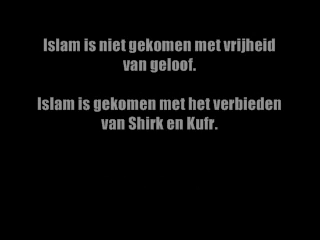 Islam is niet gekomen met vrijheid
van geloof.
Islam is gekomen met het verbieden
van Shirk en Kufr.